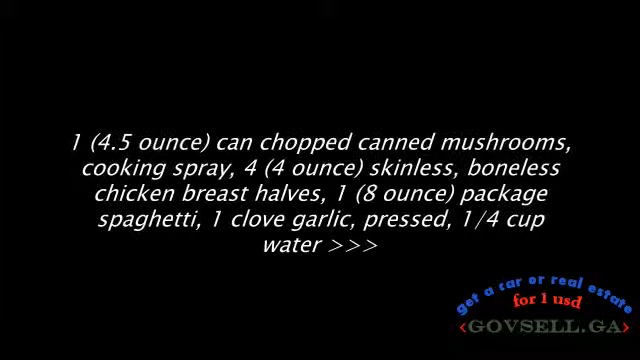 1 (4.5 ounce) can chopped canned mushrooms,
cooking spray, 4 (4 ounce) skinless, boneless
chicken breast halves, 1 (8 ounce) package
spaghetti, 1 clove garlic, pressed, 1/4 cup
water >>>
get a car or real estate
for 1 usd
<GOVSELL.GA>